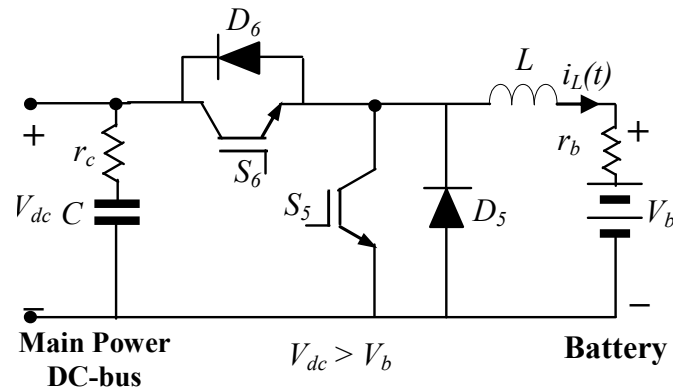 D6
L
iL(t)
+
rc
S6
rb
+
Vdc
C
S5
D5
Vb
−
−
Main Power
DC-bus
Vdc > Vb
Battery